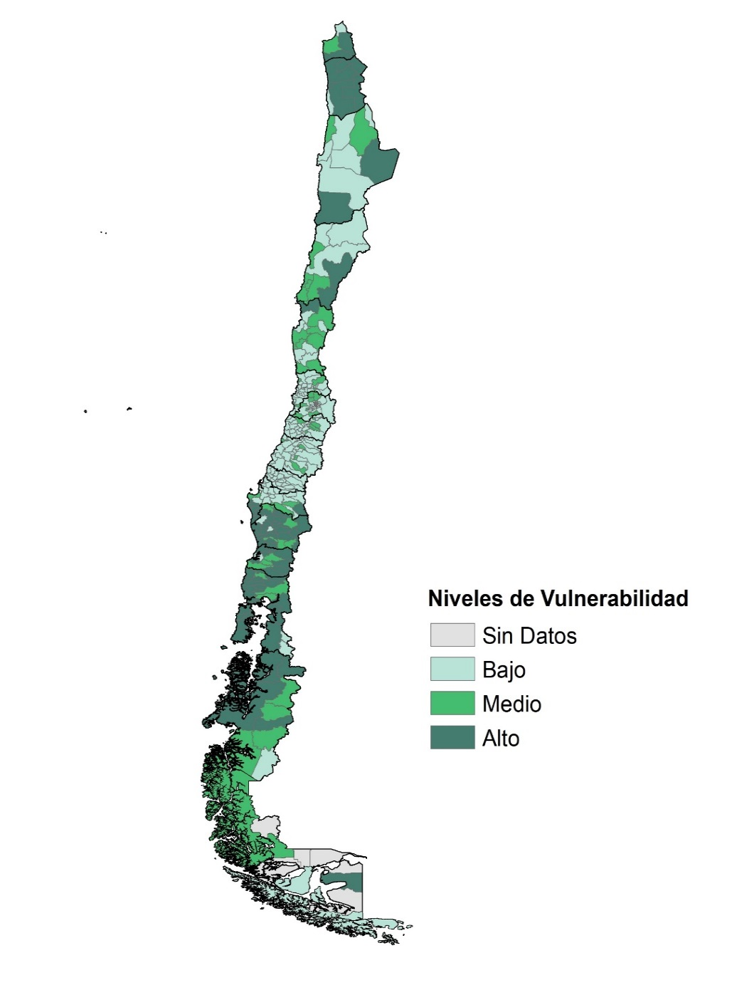 Niveles de Vulnerabilidad
Sin Datos
Bajo
Medio
Alto